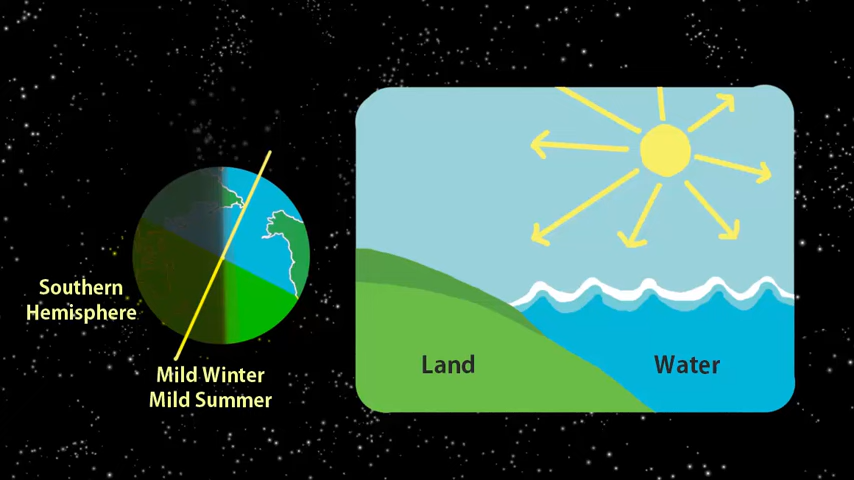 Southern
Hemisphere
Mild Winter
Mild Summer
Land
Water